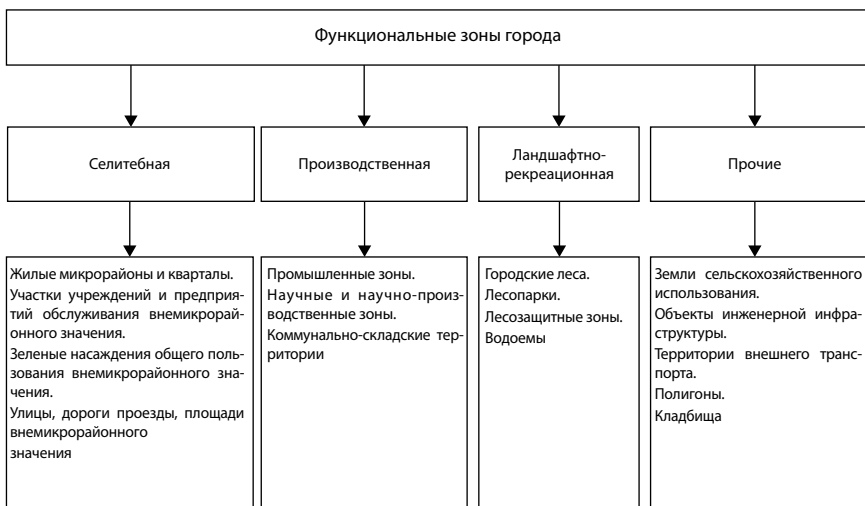 Функциональные зоны города
Селитебная
Производственная
Ландшафтно-
рекреационная
Прочие
Жилые микрорайоны и кварталы.
Участки учреждений и предприя-
тий обслуживания внемикрорай-
онного значения.
Зеленые насаждения общего поль-
зования внемикрорайонного зна-
чения.
Улицы, дороги проезды, площади
внемикрорайонного
значения
Промышленные зоны.
Научные и научно-произ-
водственные зоны.
Коммунально-складские тер-
ритории
Городские леса.
Лесопарки.
Лесозащитные зоны.
Водоемы
Земли сельскохозяйственного
использования.
Объекты инженерной инфра-
структуры.
Территории внешнего транс-
порта.
Полигоны.
Кладбища